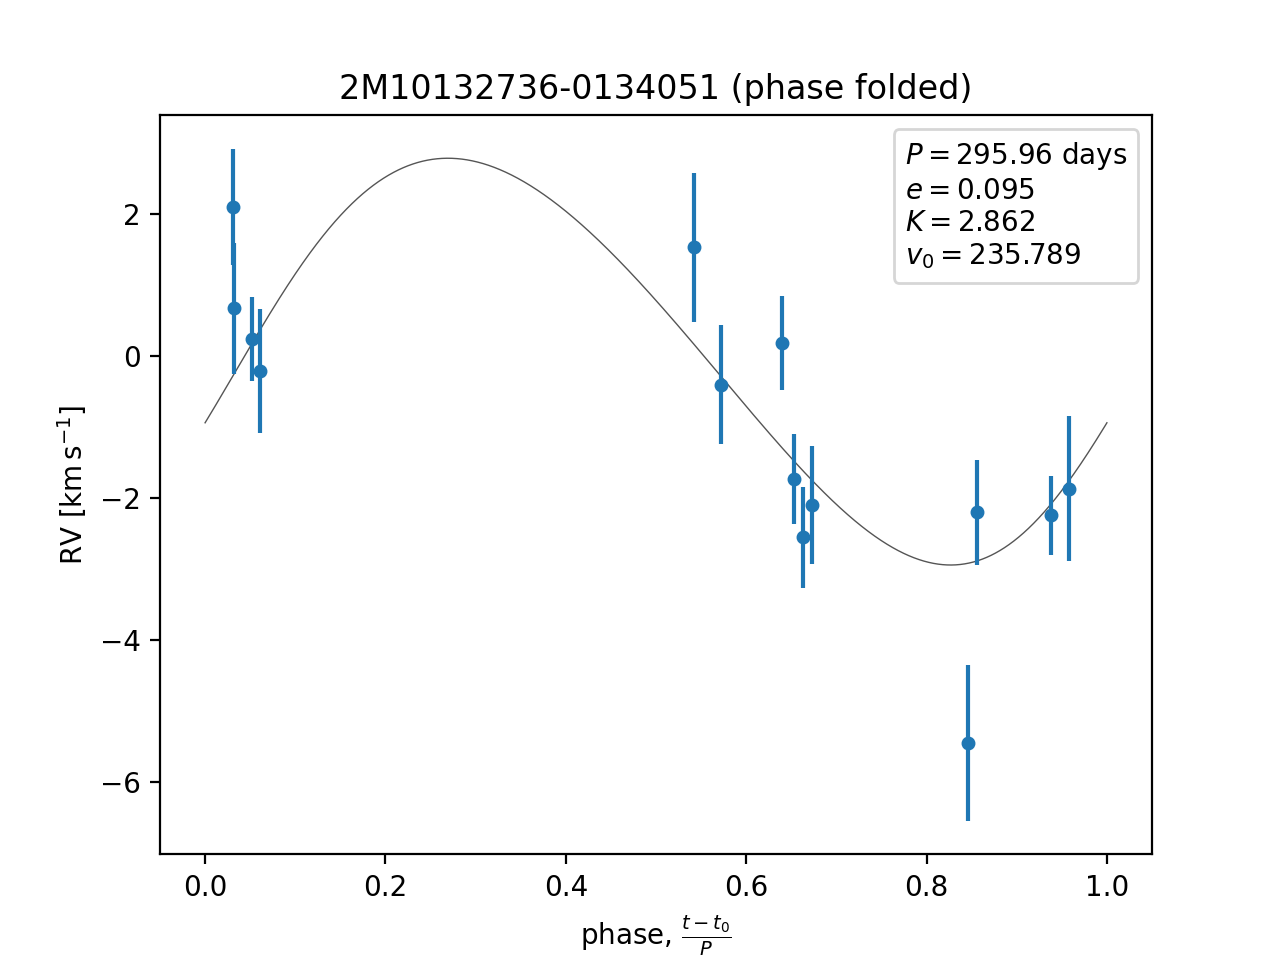 2M10132736-0134051 (phase folded)
P = 295.96 days
e = 0.095
K = 2.862
v₀ = 235.789
RV [km s⁻¹]
2
0
−2
−4
−6
0.0 0.2 0.4 0.6 0.8 1.0
phase, (t − t₀)/P